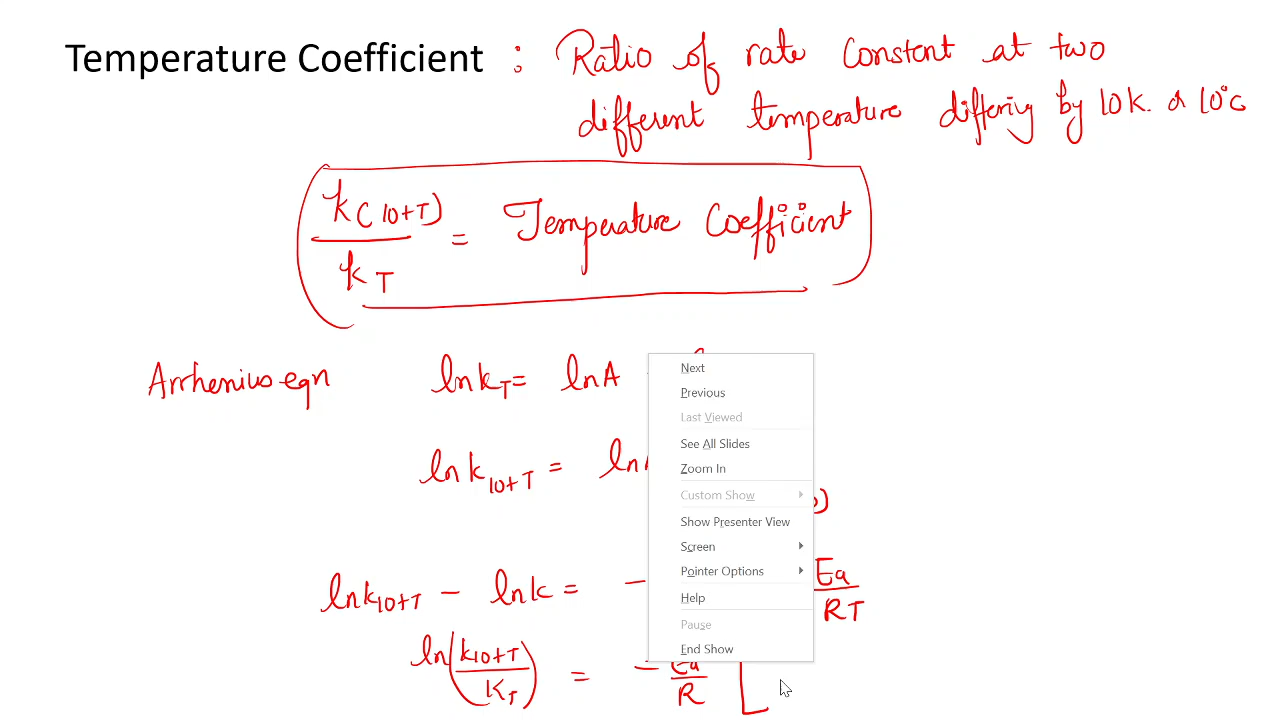 Temperature Coefficient : Ratio of rate constant at two
different temperature differing by 10K. or 10°C
k(10+T)
/kT = Temperature Coefficient
Arrhenius eqn ln kT = ln A -
ln k10+T = ln
)
ln k10+T - ln k = - Ea/RT
ln(k10+T/KT) = - Ea/R [
Next
Previous
Last Viewed
See All Slides
Zoom In
Custom Show
Show Presenter View
Screen
Pointer Options
Help
Pause
End Show